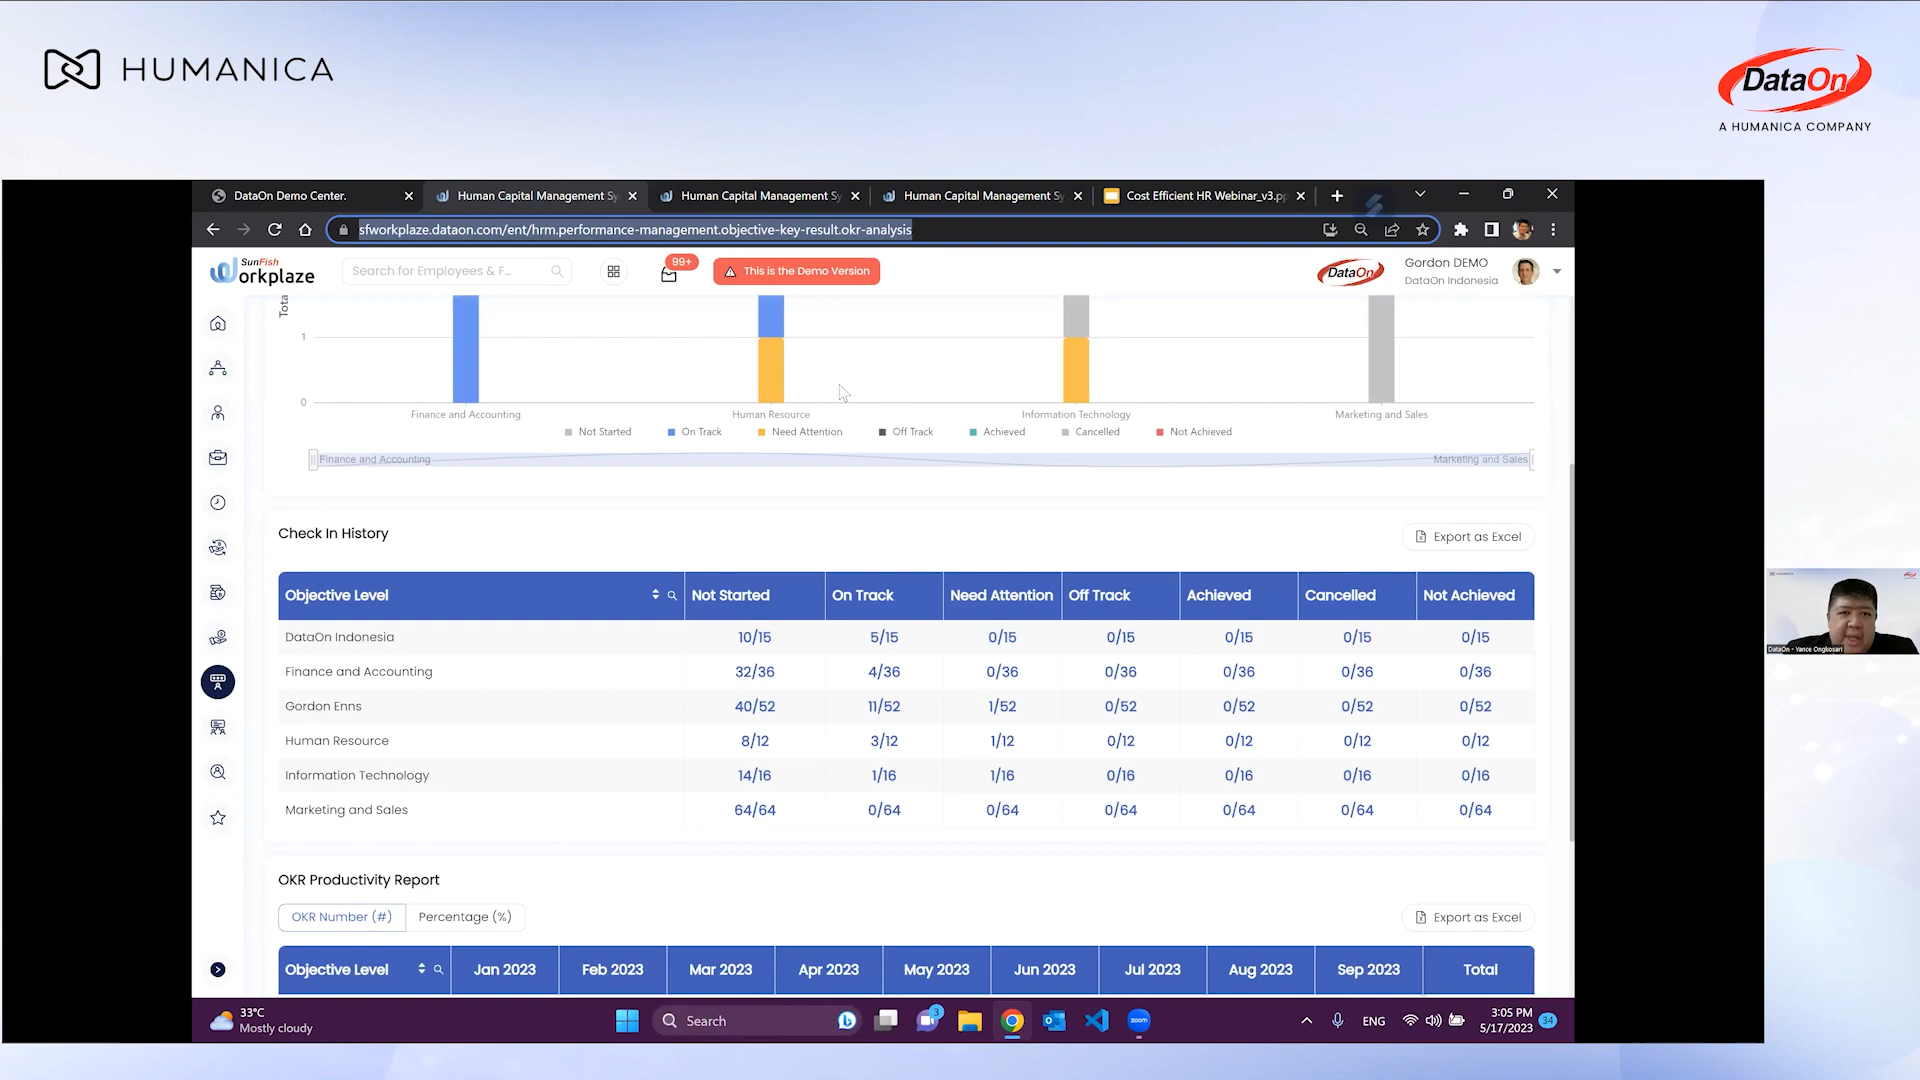 HUMANICA
DataOn
A HUMANICA COMPANY
DataOn Demo Center.
Human Capital Management Sy
Human Capital Management Sy
Human Capital Management Sy
Cost Efficient HR Webinar_v3.pp
sfworkplaze.dataon.com/ent/hrm.performance-management.objective-key-result.okr-analysis
SunFish
Workplaze
Search for Employees & F...
99+
This is the Demo Version
DataOn
Gordon DEMO
DataOn Indonesia
Tota
1
0
Finance and Accounting
Human Resource
Information Technology
Marketing and Sales
Not Started
On Track
Need Attention
Off Track
Achieved
Cancelled
Not Achieved
Finance and Accounting
Marketing and Sales
Check In History
Export as Excel
Objective Level Not Started On Track Need Attention Off Track Achieved Cancelled Not Achieved
DataOn Indonesia 10/15 5/15 0/15 0/15 0/15 0/15 0/15
Finance and Accounting 32/36 4/36 0/36 0/36 0/36 0/36 0/36
Gordon Enns 40/52 11/52 1/52 0/52 0/52 0/52 0/52
Human Resource 8/12 3/12 1/12 0/12 0/12 0/12 0/12
Information Technology 14/16 1/16 1/16 0/16 0/16 0/16 0/16
Marketing and Sales 64/64 0/64 0/64 0/64 0/64 0/64 0/64
DataOn - Yance Ongkosari
OKR Productivity Report
OKR Number (#)
Percentage (%)
Export as Excel
Objective Level Jan 2023 Feb 2023 Mar 2023 Apr 2023 May 2023 Jun 2023 Jul 2023 Aug 2023 Sep 2023 Total
33°C
Mostly cloudy
Search
3
zoom
ENG
3:05 PM
5/17/2023
34